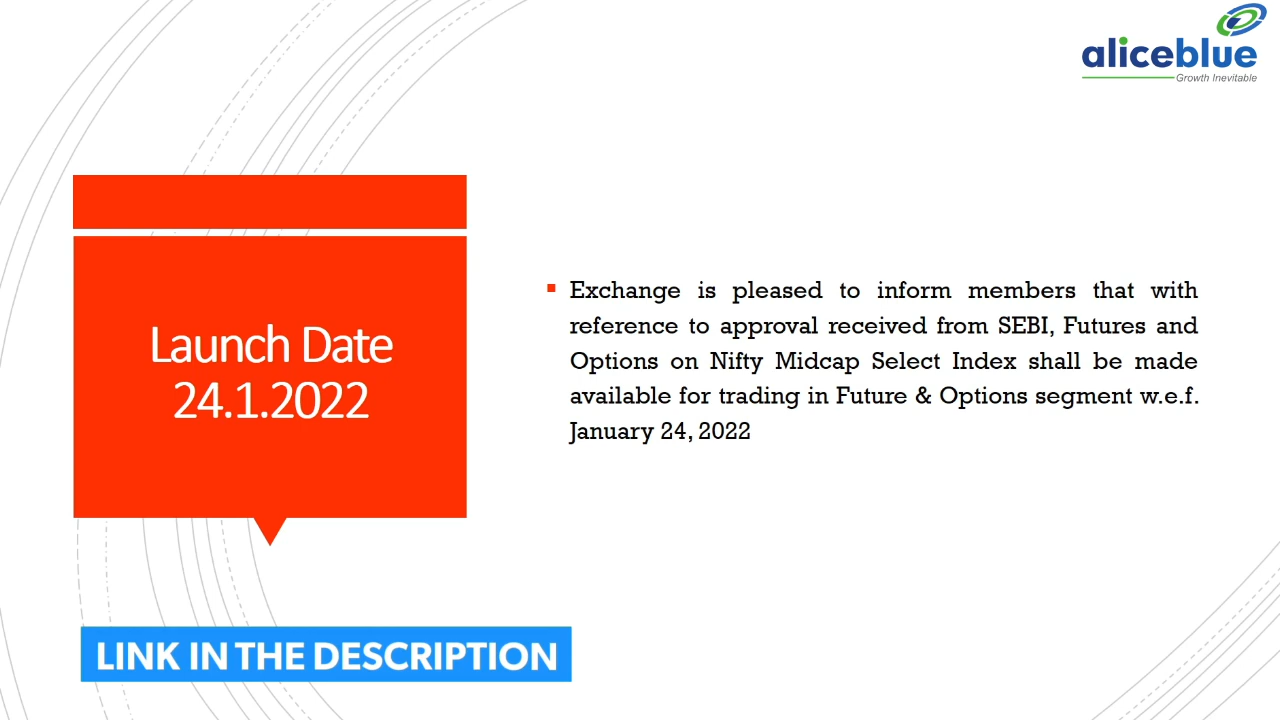 aliceblue
Growth Inevitable
Launch Date
24.1.2022
Exchange is pleased to inform members that with
reference to approval received from SEBI, Futures and
Options on Nifty Midcap Select Index shall be made
available for trading in Future & Options segment w.e.f.
January 24, 2022
LINK IN THE DESCRIPTION